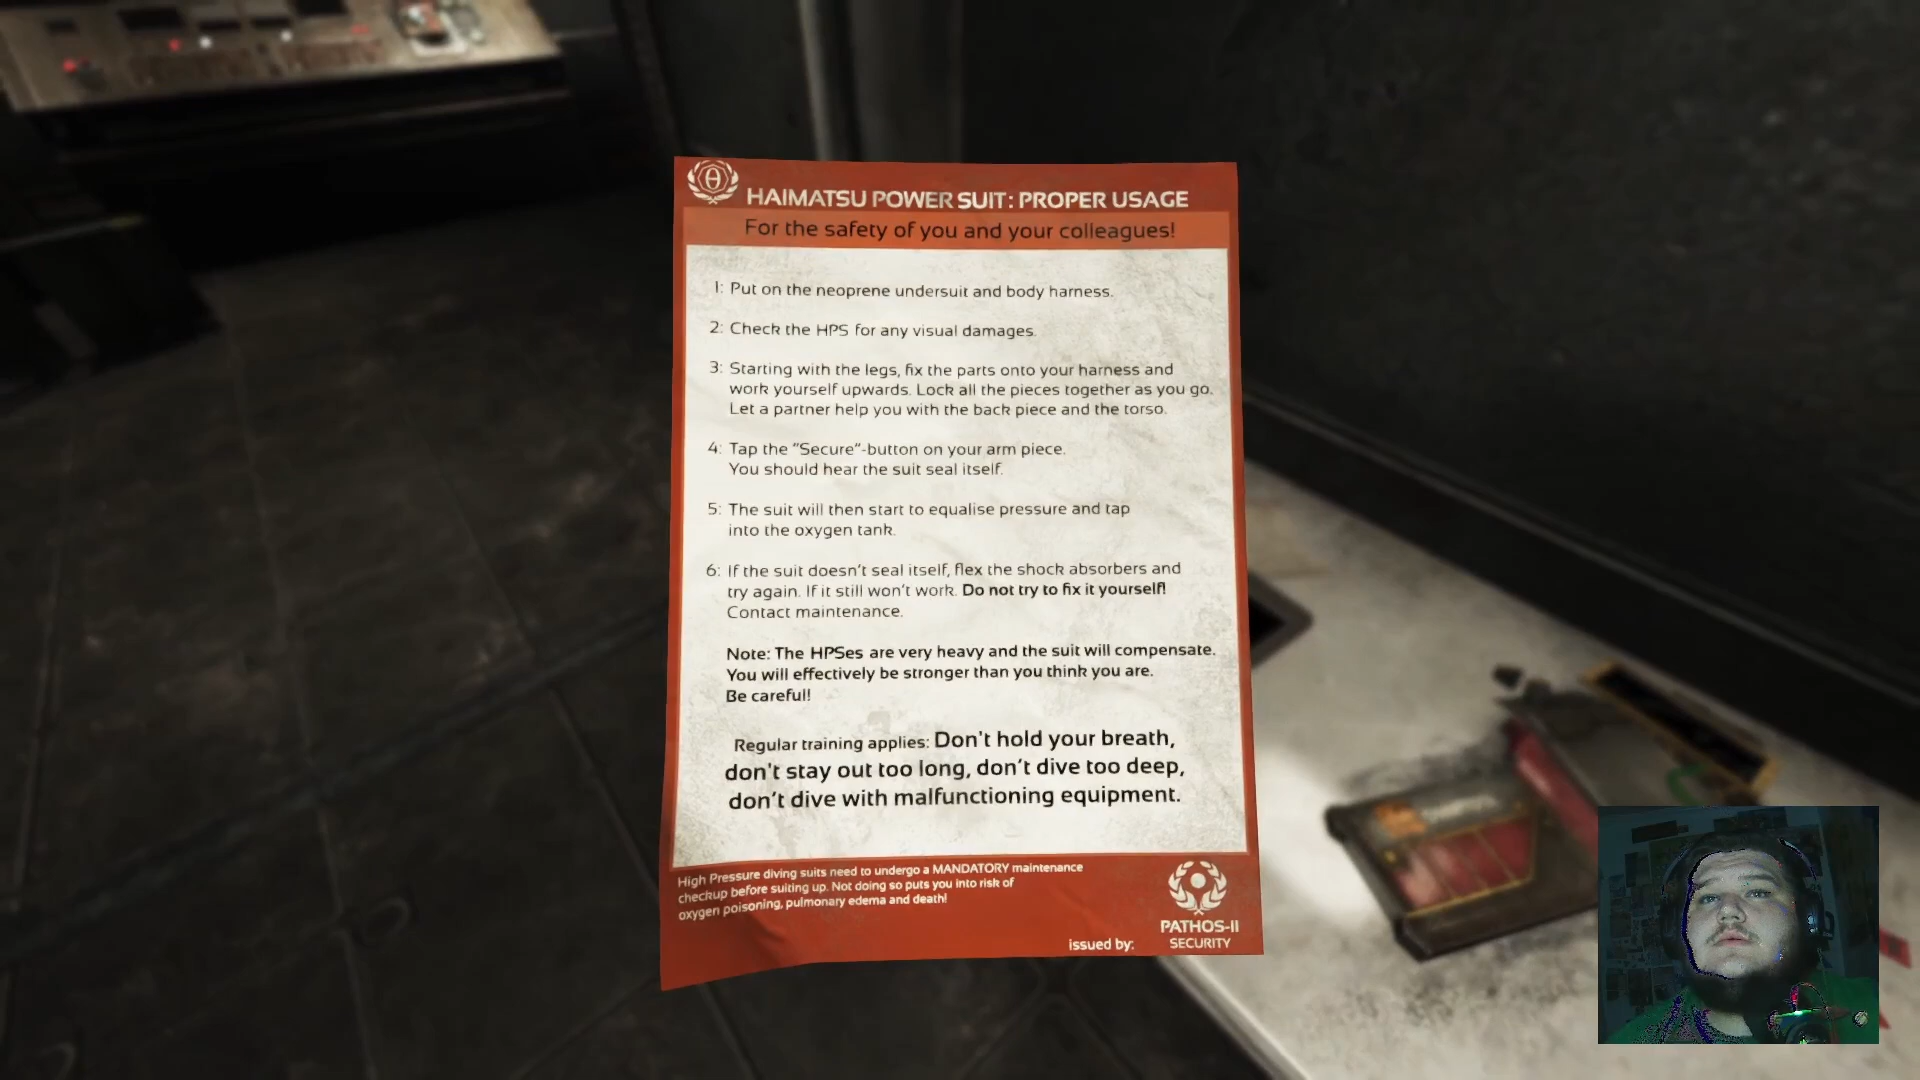 HAIMATSU POWER SUIT: PROPER USAGE
For the safety of you and your colleagues!
1: Put on the neoprene undersuit and body harness.
2: Check the HPS for any visual damages.
3: Starting with the legs, fix the parts onto your harness and
work yourself upwards. Lock all the pieces together as you go.
Let a partner help you with the back piece and the torso.
4: Tap the "Secure"-button on your arm piece.
You should hear the suit seal itself.
5: The suit will then start to equalise pressure and tap
into the oxygen tank.
6: If the suit doesn't seal itself, flex the shock absorbers and
try again. If it still won't work. Do not try to fix it yourself!
Contact maintenance.
Note: The HPSes are very heavy and the suit will compensate.
You will effectively be stronger than you think you are.
Be careful!
Regular training applies: Don't hold your breath,
don't stay out too long, don't dive too deep,
don't dive with malfunctioning equipment.
High Pressure diving suits need to undergo a MANDATORY maintenance
checkup before suiting up. Not doing so puts you into risk of
oxygen poisoning, pulmonary edema and death!
issued by:
PATHOS-II
SECURITY